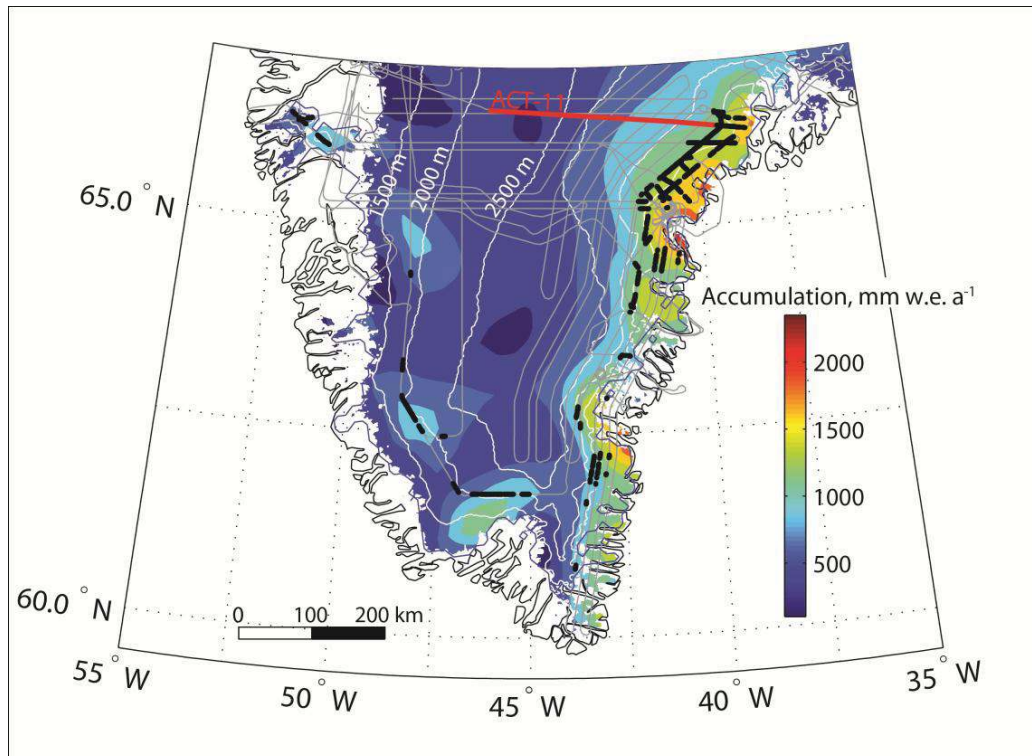 ACT-11
1500 m
2000 m
2500 m
65.0 ° N
Accumulation, mm w.e. a⁻¹
2000
1500
1000
500
60.0 ° N
0 100 200 km
55 ° W
50 ° W
45 ° W
40 ° W
35 ° W